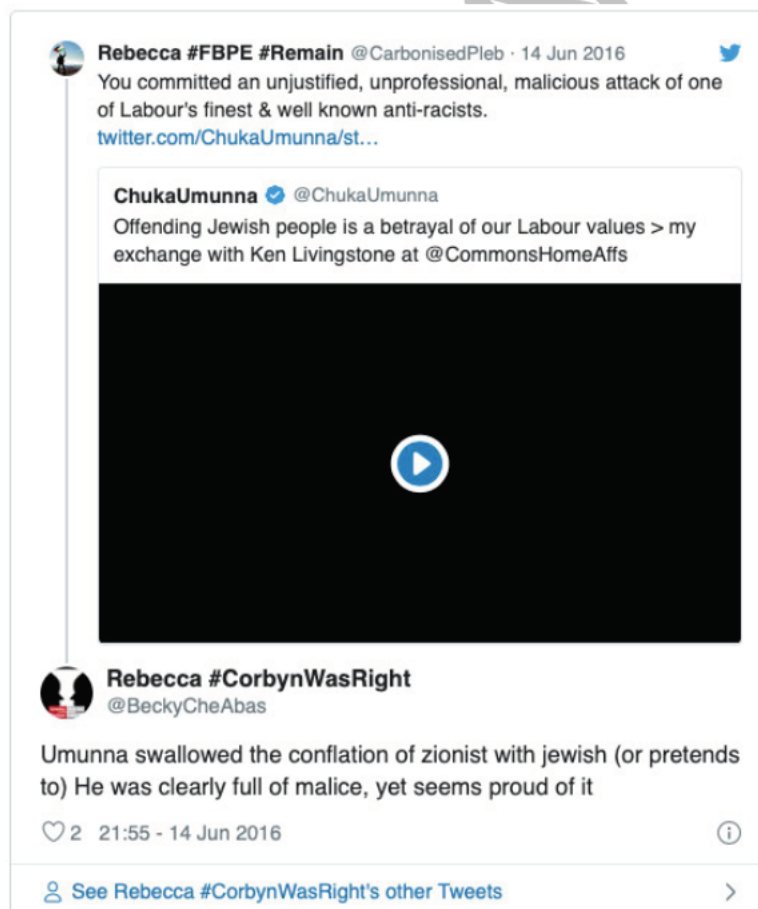 Rebecca #FBPE #Remain @CarbonisedPleb · 14 Jun 2016
You committed an unjustified, unprofessional, malicious attack of one
of Labour's finest & well known anti-racists.
twitter.com/ChukaUmunna/st...
ChukaUmunna @ChukaUmunna
Offending Jewish people is a betrayal of our Labour values > my
exchange with Ken Livingstone at @CommonsHomeAffs
Rebecca #CorbynWasRight
@BeckyCheAbas
Umunna swallowed the conflation of zionist with jewish (or pretends
to) He was clearly full of malice, yet seems proud of it
2 21:55 - 14 Jun 2016
See Rebecca #CorbynWasRight's other Tweets